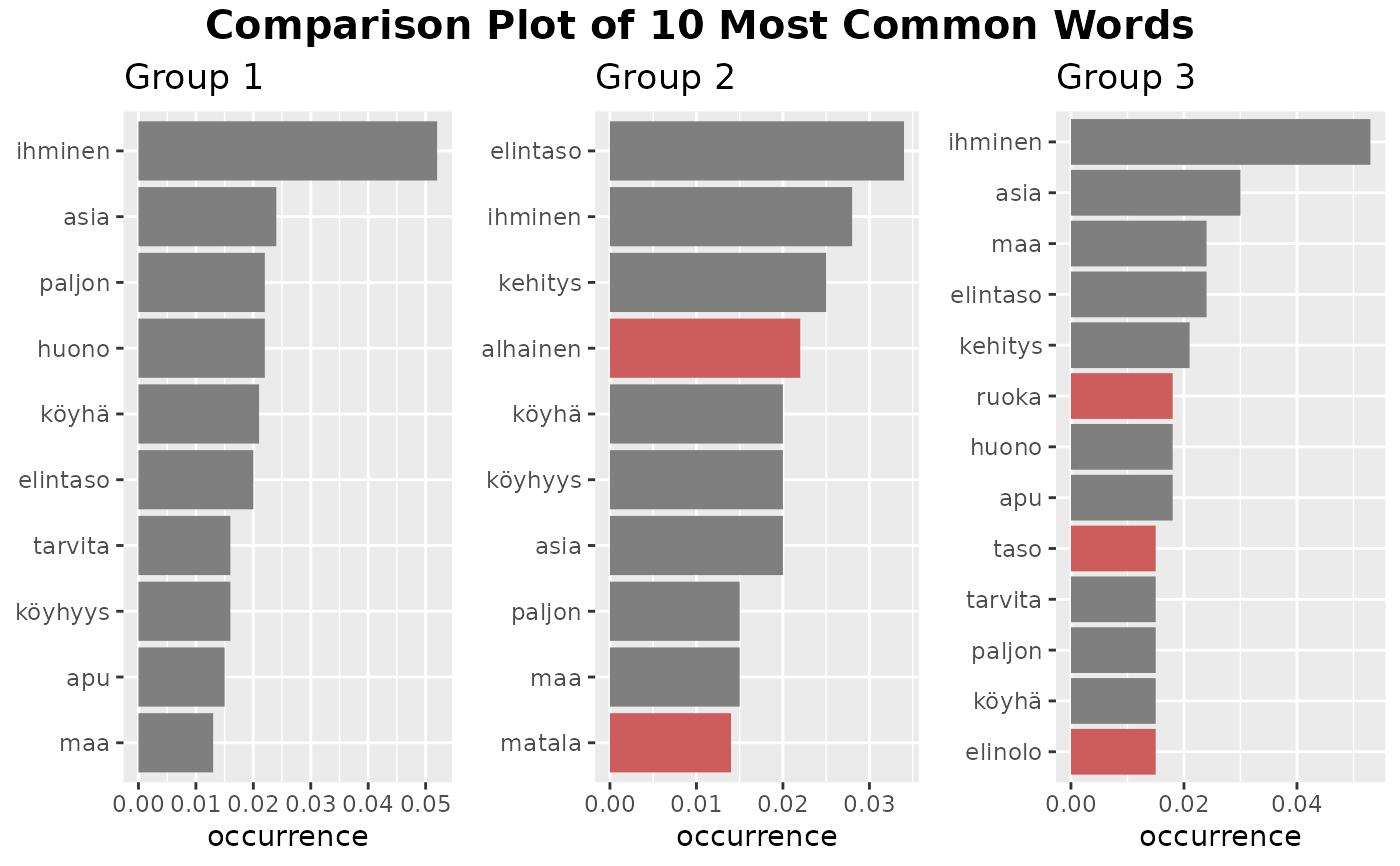 Comparison Plot of 10 Most Common Words
Group 1
ihminen
asia
paljon
huono
köyhä
elintaso
tarvita
köyhyys
apu
maa
0.00 0.01 0.02 0.03 0.04 0.05
occurrence
Group 2
elintaso
ihminen
kehitys
alhainen
köyhä
köyhyys
asia
paljon
maa
matala
0.00 0.01 0.02 0.03
occurrence
Group 3
ihminen
asia
maa
elintaso
kehitys
ruoka
huono
apu
taso
tarvita
paljon
köyhä
elinolo
0.00 0.02 0.04
occurrence